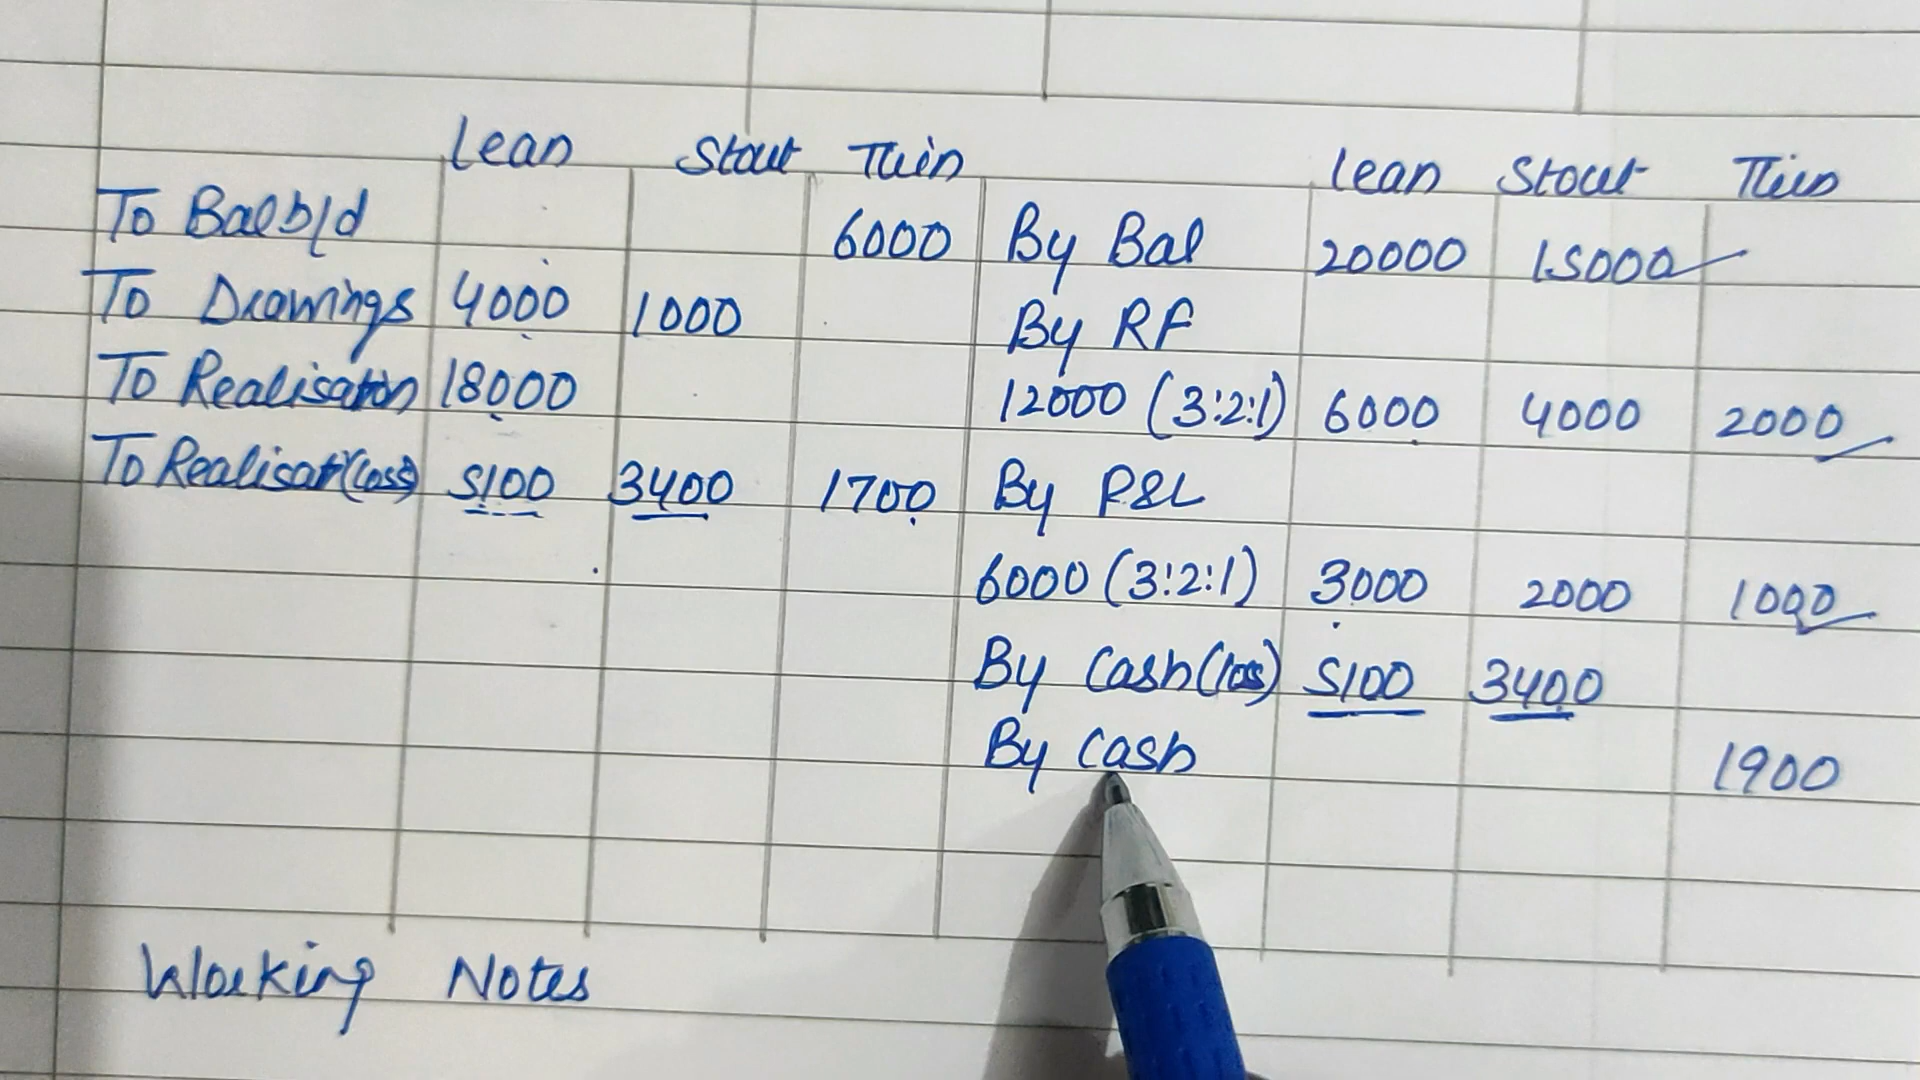 Lean Stout Thin Lean Stout Thin
To Bal b/d 6000 By Bal 20000 15000
To Drawings 4000 1000 By RF
To Realisation 18000 12000 (3:2:1) 6000 4000 2000
To Realisat(loss) 5100 3400 1700 By P&L
6000 (3:2:1) 3000 2000 1000
By Cash(loss) 5100 3400
By Cash 1900
Working Notes